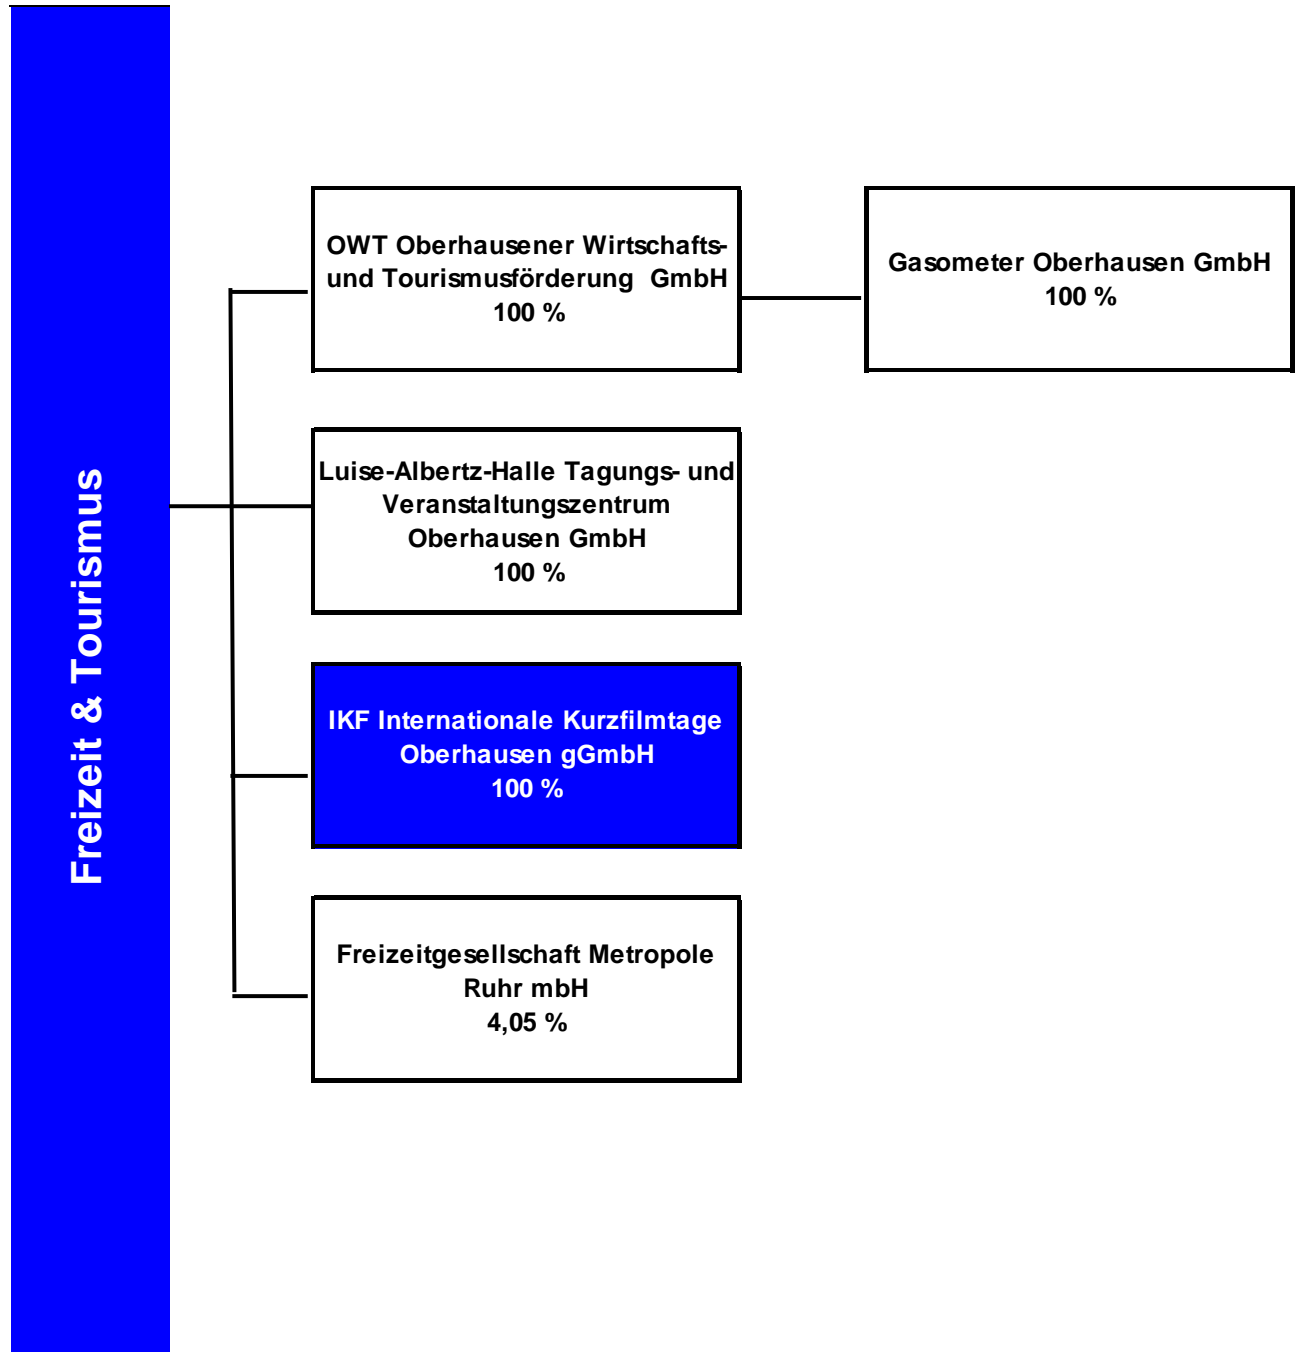 Freizeit & Tourismus
OWT Oberhausener Wirtschafts-
und Tourismusförderung GmbH
100 %
Gasometer Oberhausen GmbH
100 %
Luise-Albertz-Halle Tagungs- und
Veranstaltungszentrum
Oberhausen GmbH
100 %
IKF Internationale Kurzfilmtage
Oberhausen gGmbH
100 %
Freizeitgesellschaft Metropole
Ruhr mbH
4,05 %